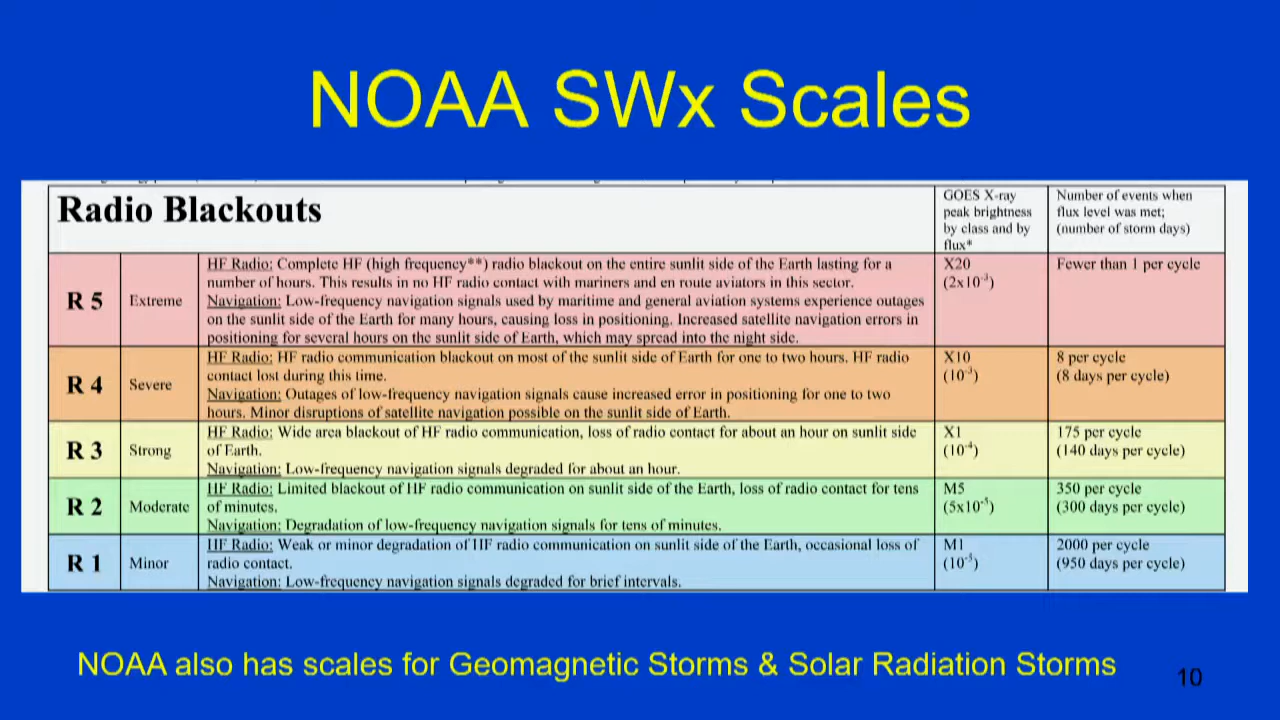 NOAA SWx Scales
Radio Blackouts
GOES X-ray
peak brightness
by class and by
flux*
Number of events when
flux level was met;
(number of storm days)
R 5
Extreme
HF Radio: Complete HF (high frequency**) radio blackout on the entire sunlit side of the Earth lasting for a
number of hours. This results in no HF radio contact with mariners and en route aviators in this sector.
Navigation: Low-frequency navigation signals used by maritime and general aviation systems experience outages
on the sunlit side of the Earth for many hours, causing loss in positioning. Increased satellite navigation errors in
positioning for several hours on the sunlit side of Earth, which may spread into the night side.
X20
(2x10⁻³)
Fewer than 1 per cycle
R 4
Severe
HF Radio: HF radio communication blackout on most of the sunlit side of Earth for one to two hours. HF radio
contact lost during this time.
Navigation: Outages of low-frequency navigation signals cause increased error in positioning for one to two
hours. Minor disruptions of satellite navigation possible on the sunlit side of Earth.
X10
(10⁻³)
8 per cycle
(8 days per cycle)
R 3
Strong
HF Radio: Wide area blackout of HF radio communication, loss of radio contact for about an hour on sunlit side
of Earth.
Navigation: Low-frequency navigation signals degraded for about an hour.
X1
(10⁻⁴)
175 per cycle
(140 days per cycle)
R 2
Moderate
HF Radio: Limited blackout of HF radio communication on sunlit side of the Earth, loss of radio contact for tens
of minutes.
Navigation: Degradation of low-frequency navigation signals for tens of minutes.
M5
(5x10⁻⁵)
350 per cycle
(300 days per cycle)
R 1
Minor
HF Radio: Weak or minor degradation of HF radio communication on sunlit side of the Earth, occasional loss of
radio contact.
Navigation: Low-frequency navigation signals degraded for brief intervals.
M1
(10⁻⁵)
2000 per cycle
(950 days per cycle)
NOAA also has scales for Geomagnetic Storms & Solar Radiation Storms
10